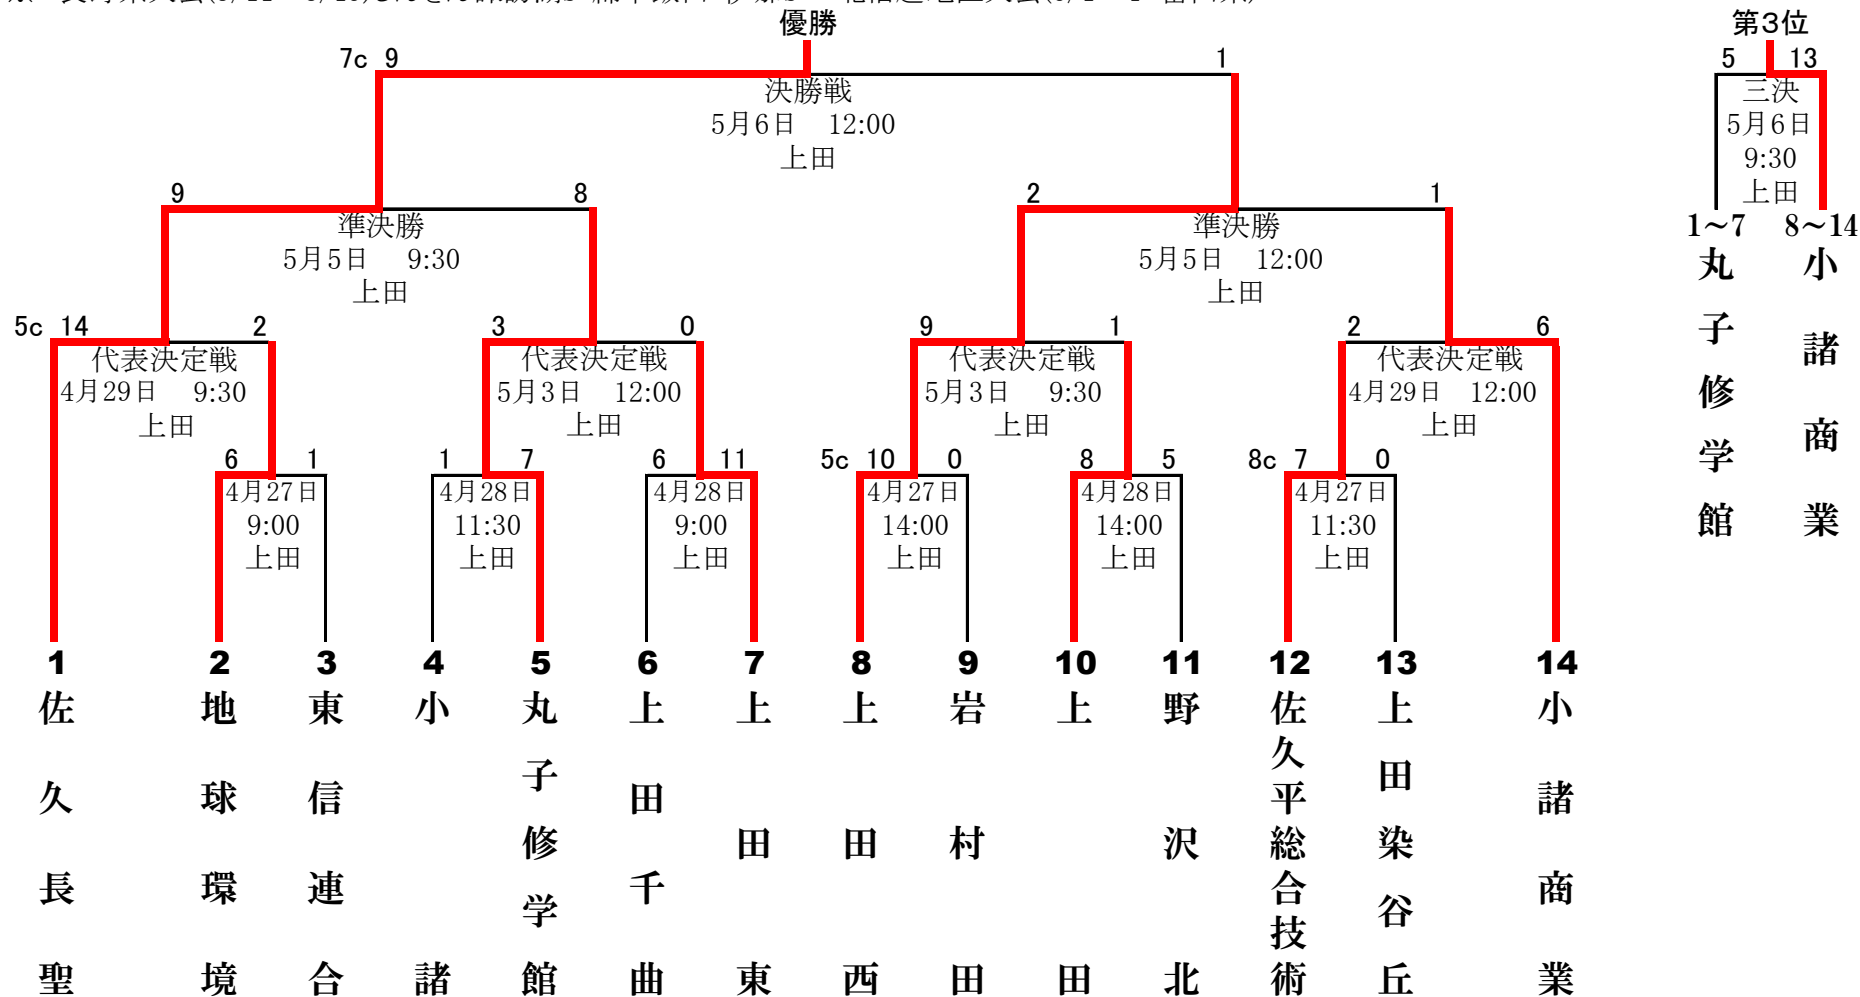 優勝
第3位
7c 9 1
5 13
決勝戦
5月6日 12:00
上田
三決
5月6日
9:30
上田
1～7 8～14
丸子修学館
小諸商業
9 8
準決勝
5月5日 9:30
上田
2 1
準決勝
5月5日 12:00
上田
5c 14 2
代表決定戦
4月29日 9:30
上田
3 0
代表決定戦
5月3日 12:00
上田
9 1
代表決定戦
5月3日 9:30
上田
2 6
代表決定戦
4月29日 12:00
上田
6 1
4月27日
9:00
上田
1 7
4月28日
11:30
上田
6 11
4月28日
9:00
上田
5c 10 0
4月27日
14:00
上田
8 5
4月28日
14:00
上田
8c 7 0
4月27日
11:30
上田
1 2 3 4 5 6 7 8 9 10 11 12 13 14
佐久長聖
地球環境
東信連合
小諸
丸子修学館
上田千曲
上田東
上田西
岩村田
上田
野沢北
佐久平総合技術
上田染谷丘
小諸商業